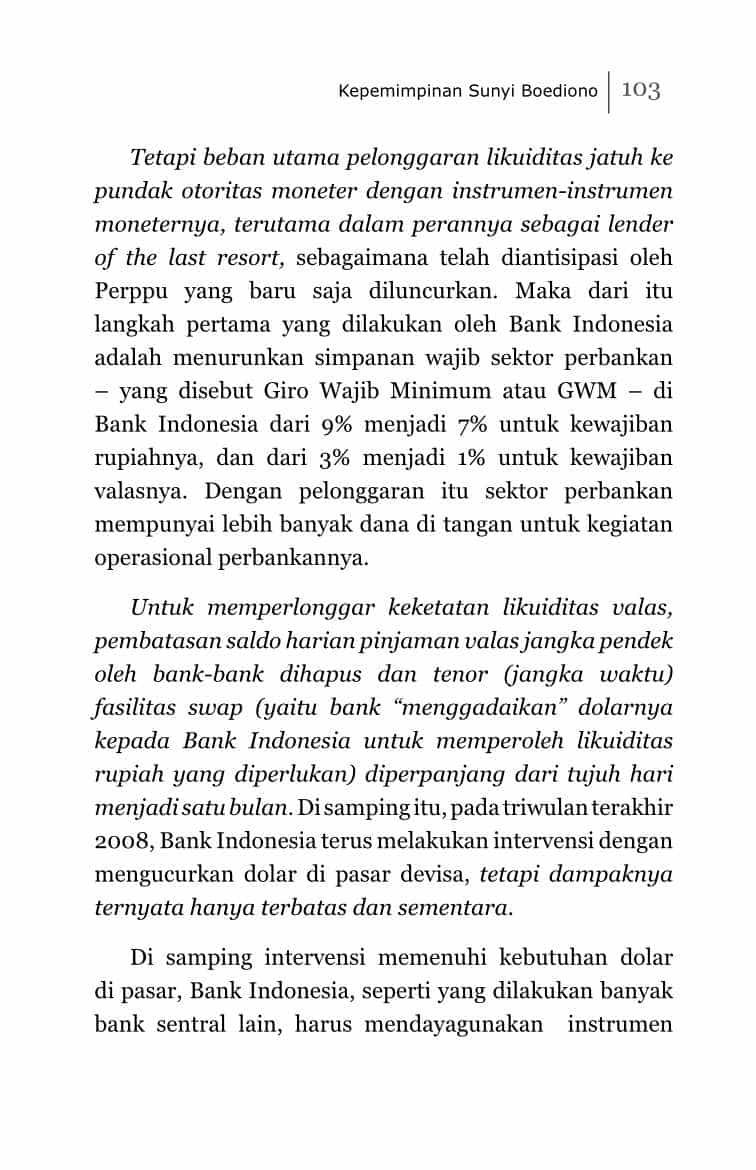 Kepemimpinan Sunyi Boediono 103
Tetapi beban utama pelonggaran likuiditas jatuh ke
pundak otoritas moneter dengan instrumen-instrumen
moneternya, terutama dalam perannya sebagai lender
of the last resort, sebagaimana telah diantisipasi oleh
Perppu yang baru saja diluncurkan. Maka dari itu
langkah pertama yang dilakukan oleh Bank Indonesia
adalah menurunkan simpanan wajib sektor perbankan
– yang disebut Giro Wajib Minimum atau GWM – di
Bank Indonesia dari 9% menjadi 7% untuk kewajiban
rupiahnya, dan dari 3% menjadi 1% untuk kewajiban
valasnya. Dengan pelonggaran itu sektor perbankan
mempunyai lebih banyak dana di tangan untuk kegiatan
operasional perbankannya.
Untuk memperlonggar keketatan likuiditas valas,
pembatasan saldo harian pinjaman valas jangka pendek
oleh bank-bank dihapus dan tenor (jangka waktu)
fasilitas swap (yaitu bank “menggadaikan” dolarnya
kepada Bank Indonesia untuk memperoleh likuiditas
rupiah yang diperlukan) diperpanjang dari tujuh hari
menjadi satu bulan. Di samping itu, pada triwulan terakhir
2008, Bank Indonesia terus melakukan intervensi dengan
mengucurkan dolar di pasar devisa, tetapi dampaknya
ternyata hanya terbatas dan sementara.
Di samping intervensi memenuhi kebutuhan dolar
di pasar, Bank Indonesia, seperti yang dilakukan banyak
bank sentral lain, harus mendayagunakan instrumen